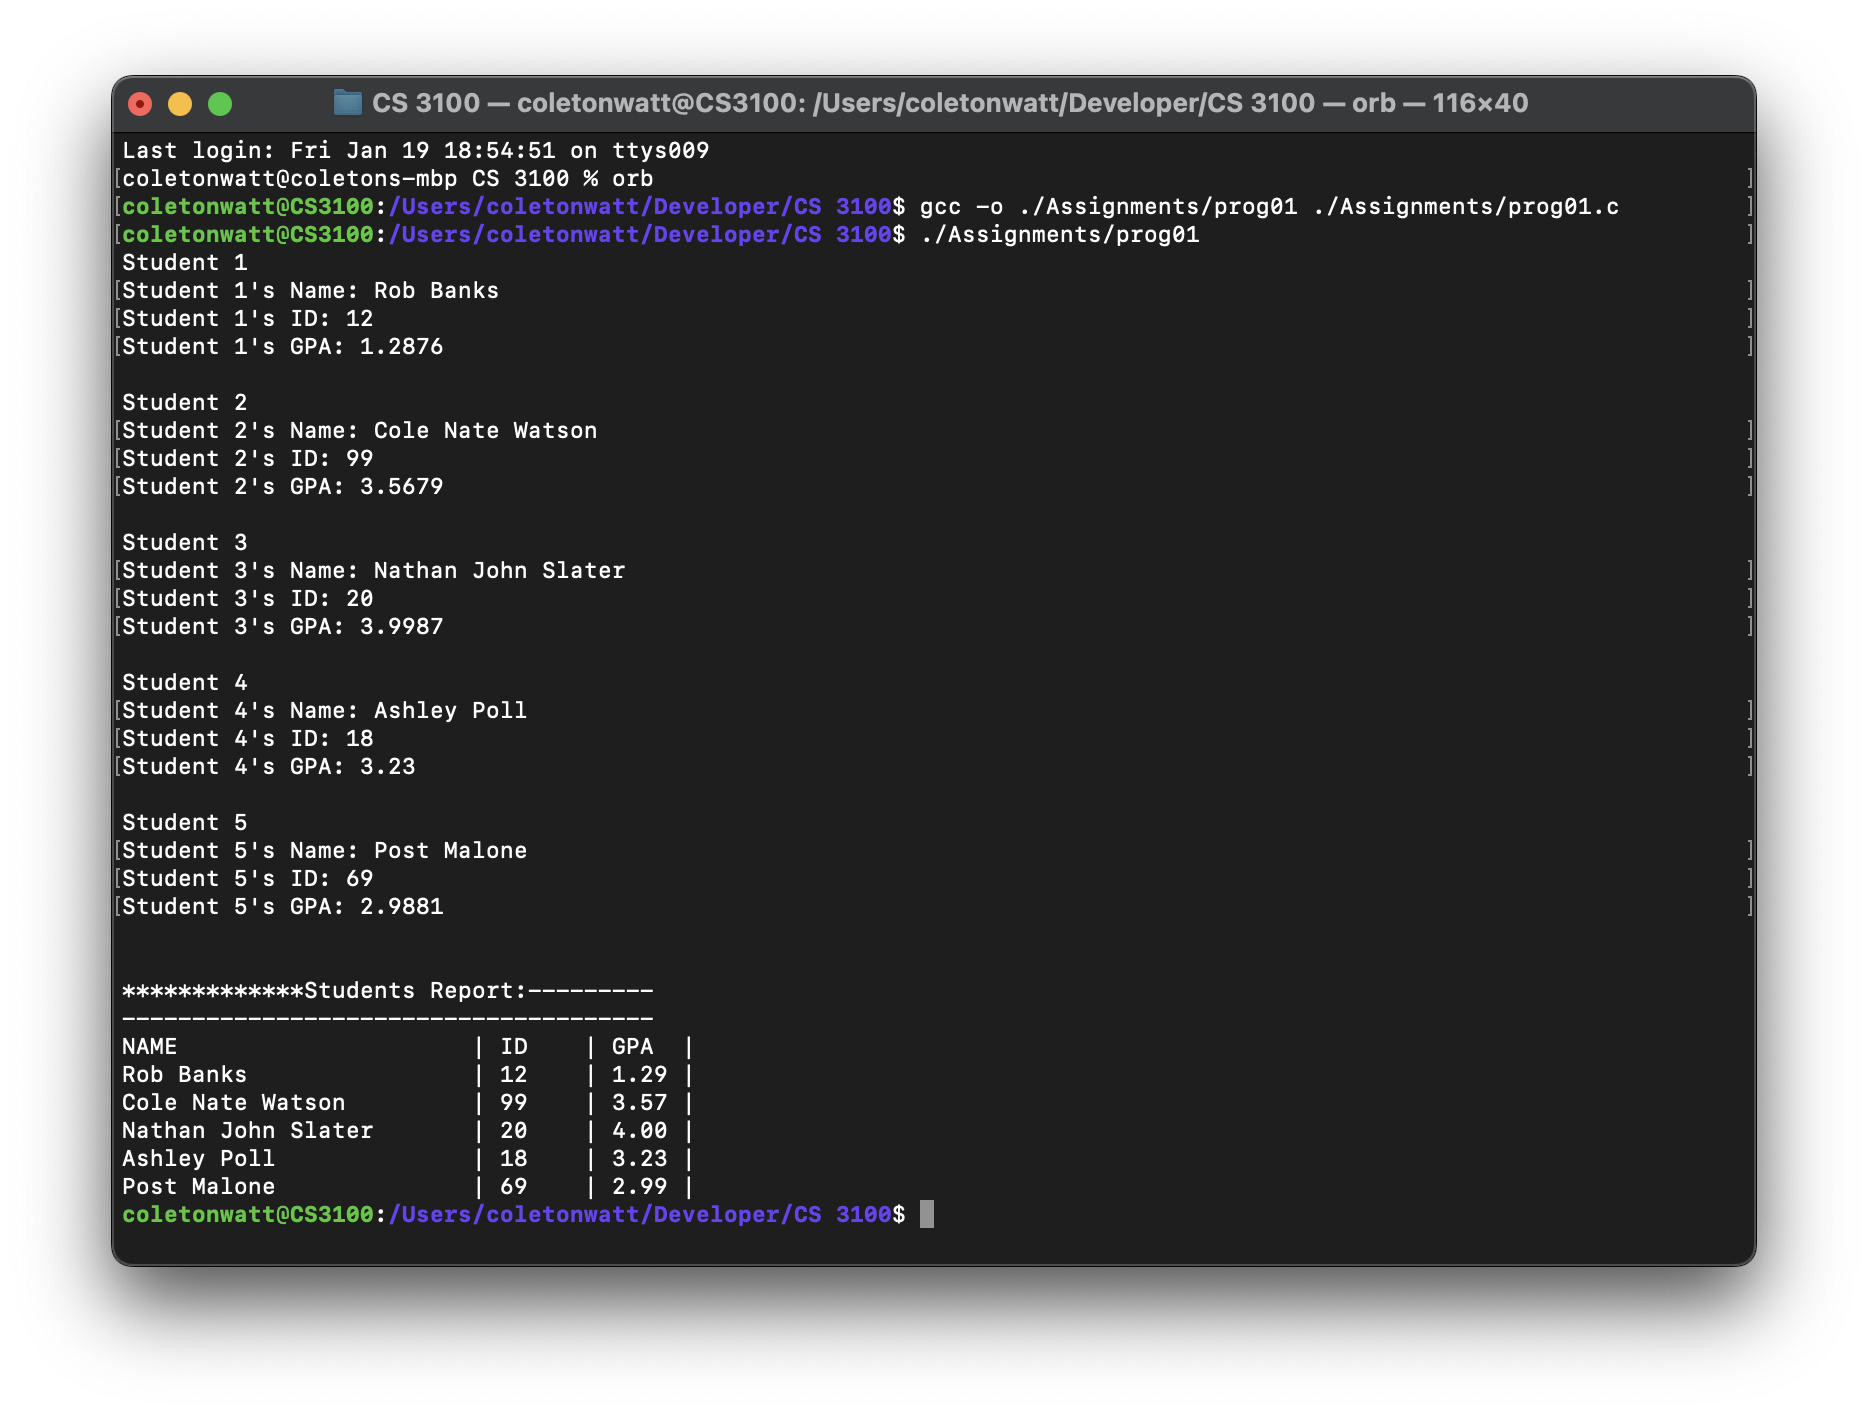 CS 3100 — coletonwatt@CS3100: /Users/coletonwatt/Developer/CS 3100 — orb — 116×40
Last login: Fri Jan 19 18:54:51 on ttys009
[coletonwatt@coletons-mbp CS 3100 % orb ]
[coletonwatt@CS3100:/Users/coletonwatt/Developer/CS 3100$ gcc -o ./Assignments/prog01 ./Assignments/prog01.c ]
[coletonwatt@CS3100:/Users/coletonwatt/Developer/CS 3100$ ./Assignments/prog01 ]
Student 1
[Student 1's Name: Rob Banks ]
[Student 1's ID: 12 ]
[Student 1's GPA: 1.2876 ]
Student 2
[Student 2's Name: Cole Nate Watson ]
[Student 2's ID: 99 ]
[Student 2's GPA: 3.5679 ]
Student 3
[Student 3's Name: Nathan John Slater ]
[Student 3's ID: 20 ]
[Student 3's GPA: 3.9987 ]
Student 4
[Student 4's Name: Ashley Poll ]
[Student 4's ID: 18 ]
[Student 4's GPA: 3.23 ]
Student 5
[Student 5's Name: Post Malone ]
[Student 5's ID: 69 ]
[Student 5's GPA: 2.9881 ]
*************Students Report:---------
--------------------------------------
NAME                     | ID    | GPA  |
Rob Banks                | 12    | 1.29 |
Cole Nate Watson         | 99    | 3.57 |
Nathan John Slater       | 20    | 4.00 |
Ashley Poll              | 18    | 3.23 |
Post Malone              | 69    | 2.99 |
coletonwatt@CS3100:/Users/coletonwatt/Developer/CS 3100$